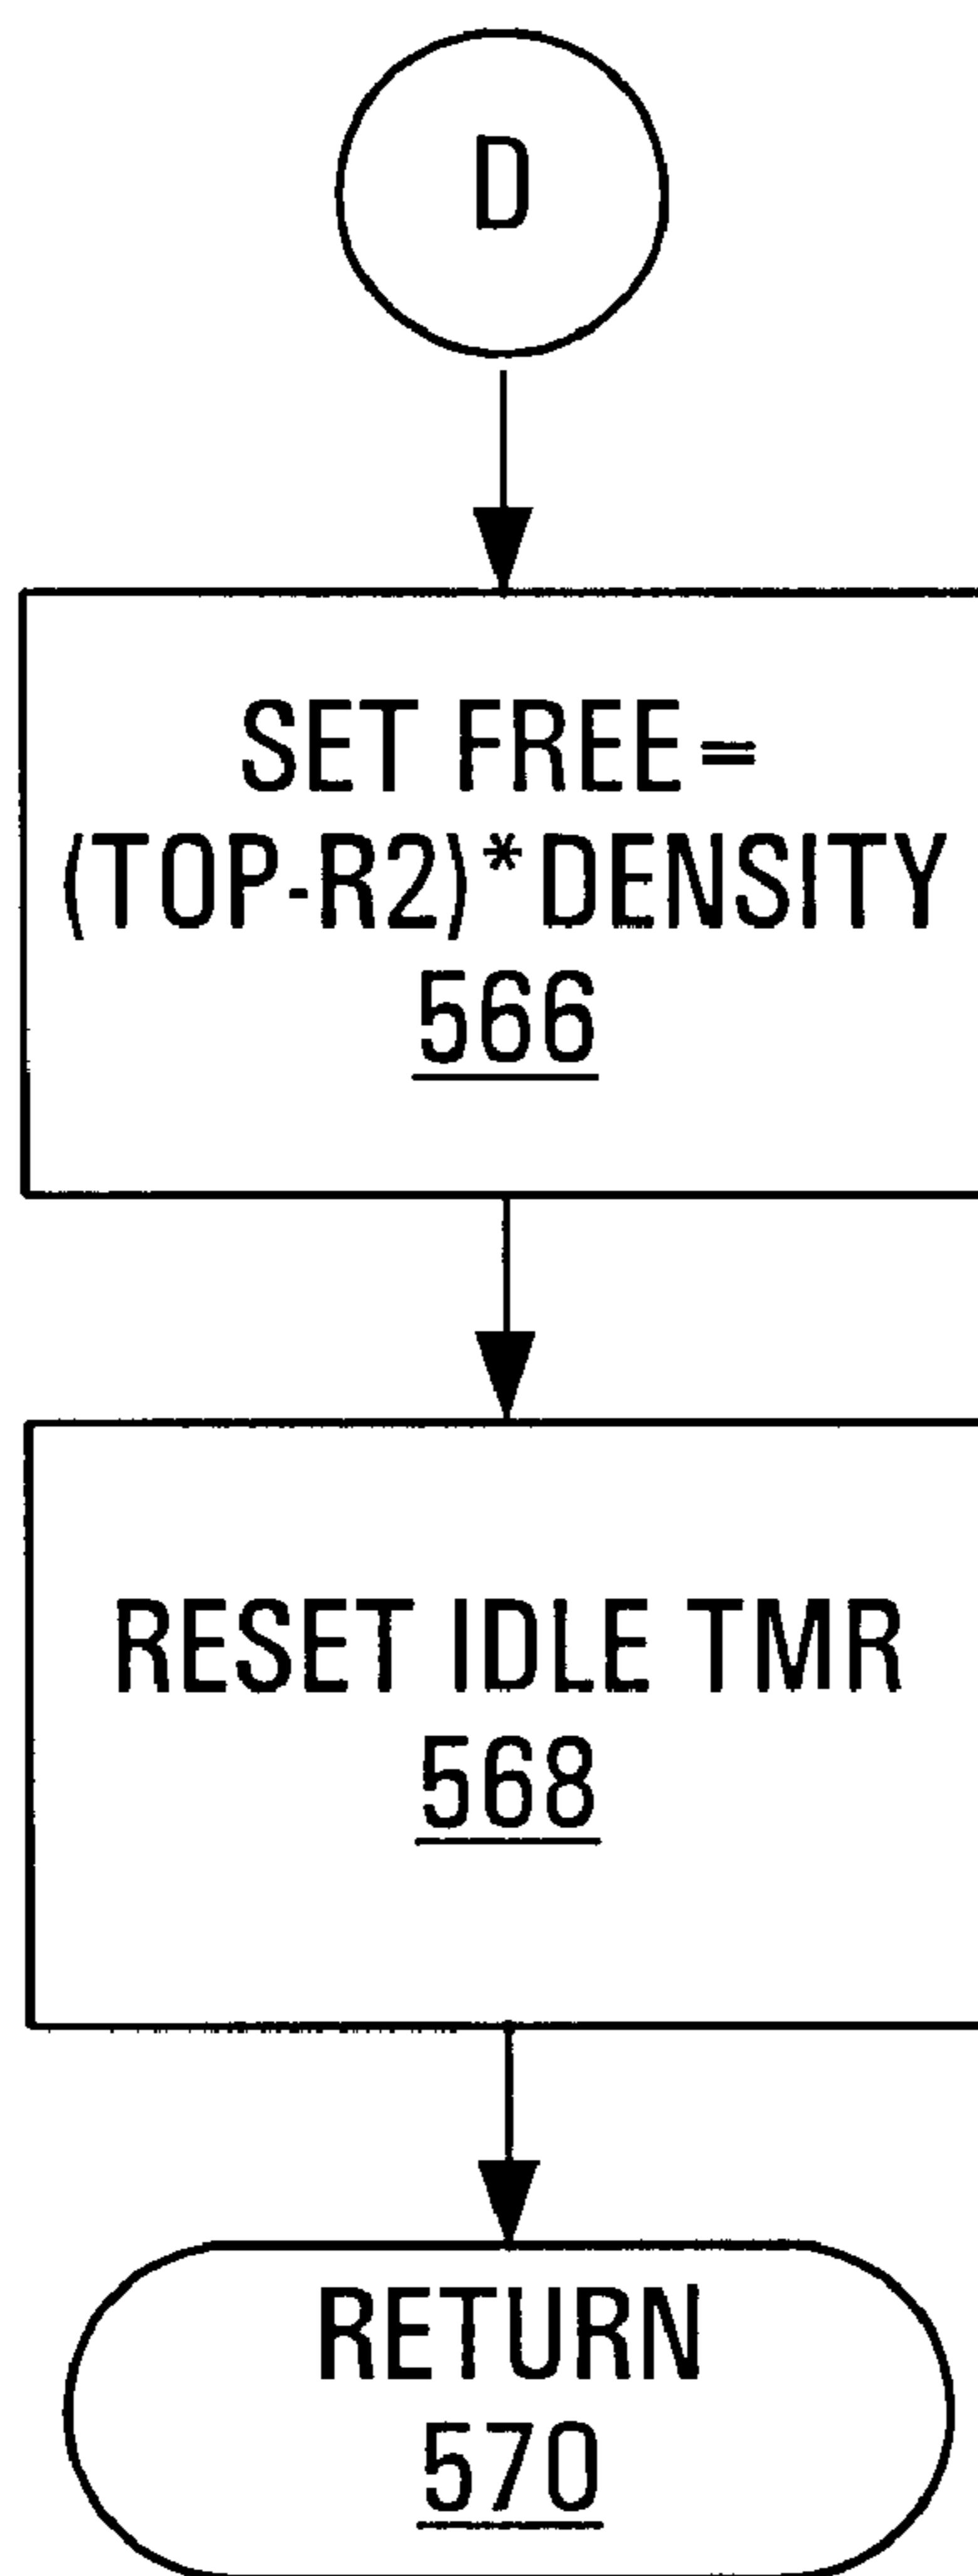 D
SET FREE=
(TOP-R2)*DENSITY
566
RESET IDLE TMR
568
RETURN
570